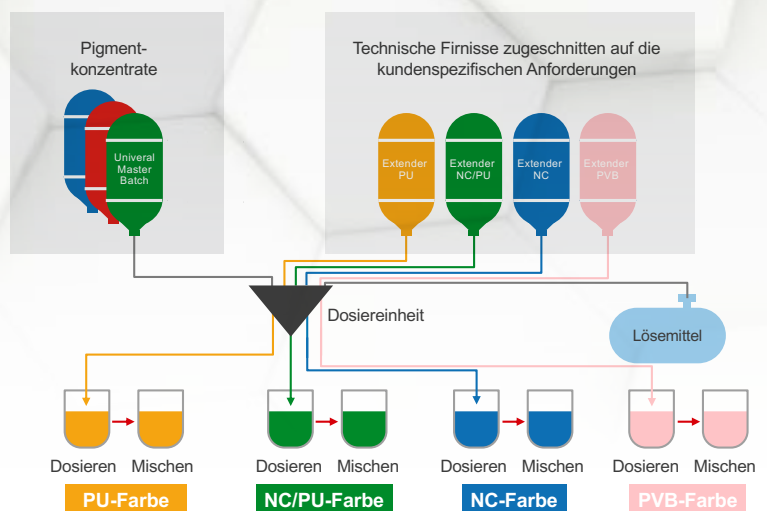 Pigment-
konzentrate
Technische Firnisse zugeschnitten auf die
kundenspezifischen Anforderungen
Univeral
Master
Batch
Extender
PU
Extender
NC/PU
Extender
NC
Extender
PVB
Dosiereinheit
Lösemittel
Dosieren Mischen
Dosieren Mischen
Dosieren Mischen
Dosieren Mischen
PU-Farbe
NC/PU-Farbe
NC-Farbe
PVB-Farbe